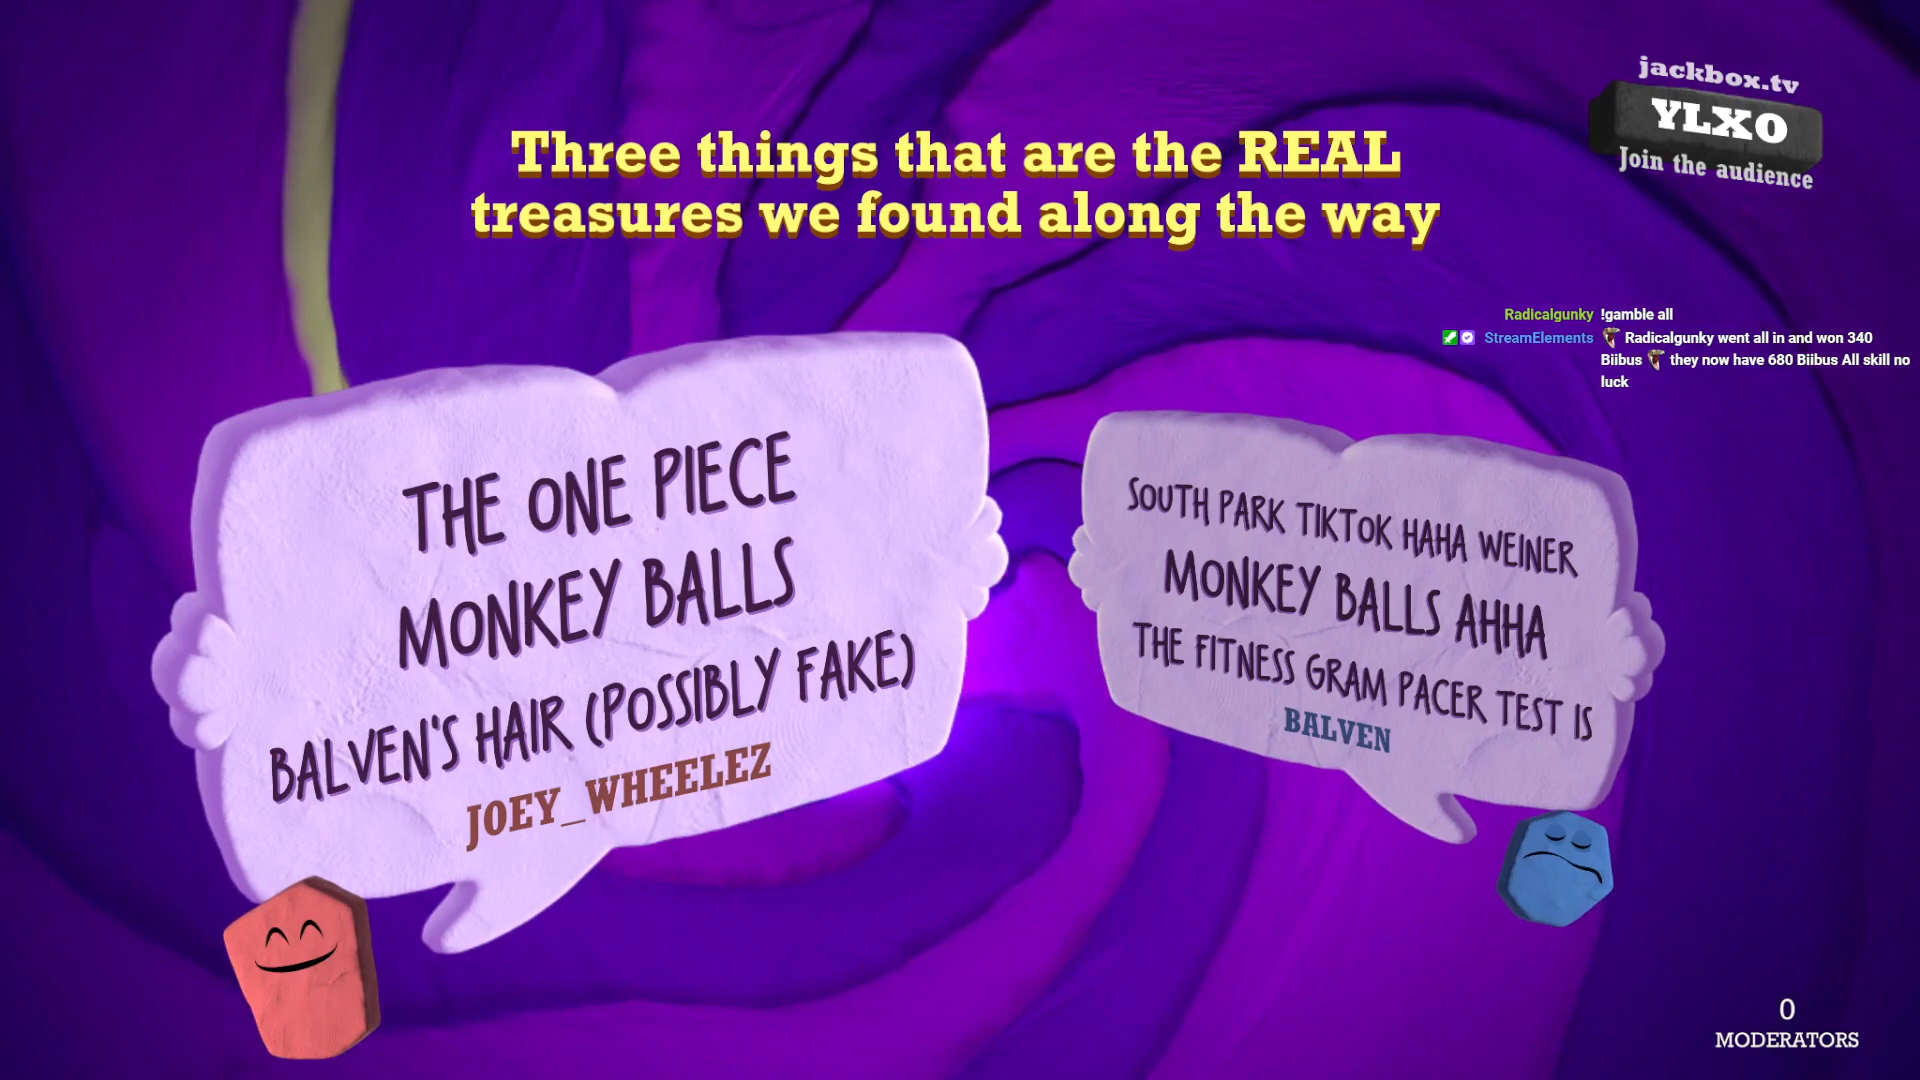 jackbox.tv
YLXO
Join the audience
Three things that are the REAL
treasures we found along the way
Radicalgunky !gamble all
StreamElements Radicalgunky went all in and won 340
Biibus they now have 680 Biibus All skill no
luck
THE ONE PIECE
MONKEY BALLS
BALVEN'S HAIR (POSSIBLY FAKE)
JOEY_WHEELEZ
SOUTH PARK TIKTOK HAHA WEINER
MONKEY BALLS AHHA
THE FITNESS GRAM PACER TEST IS
BALVEN
0
MODERATORS